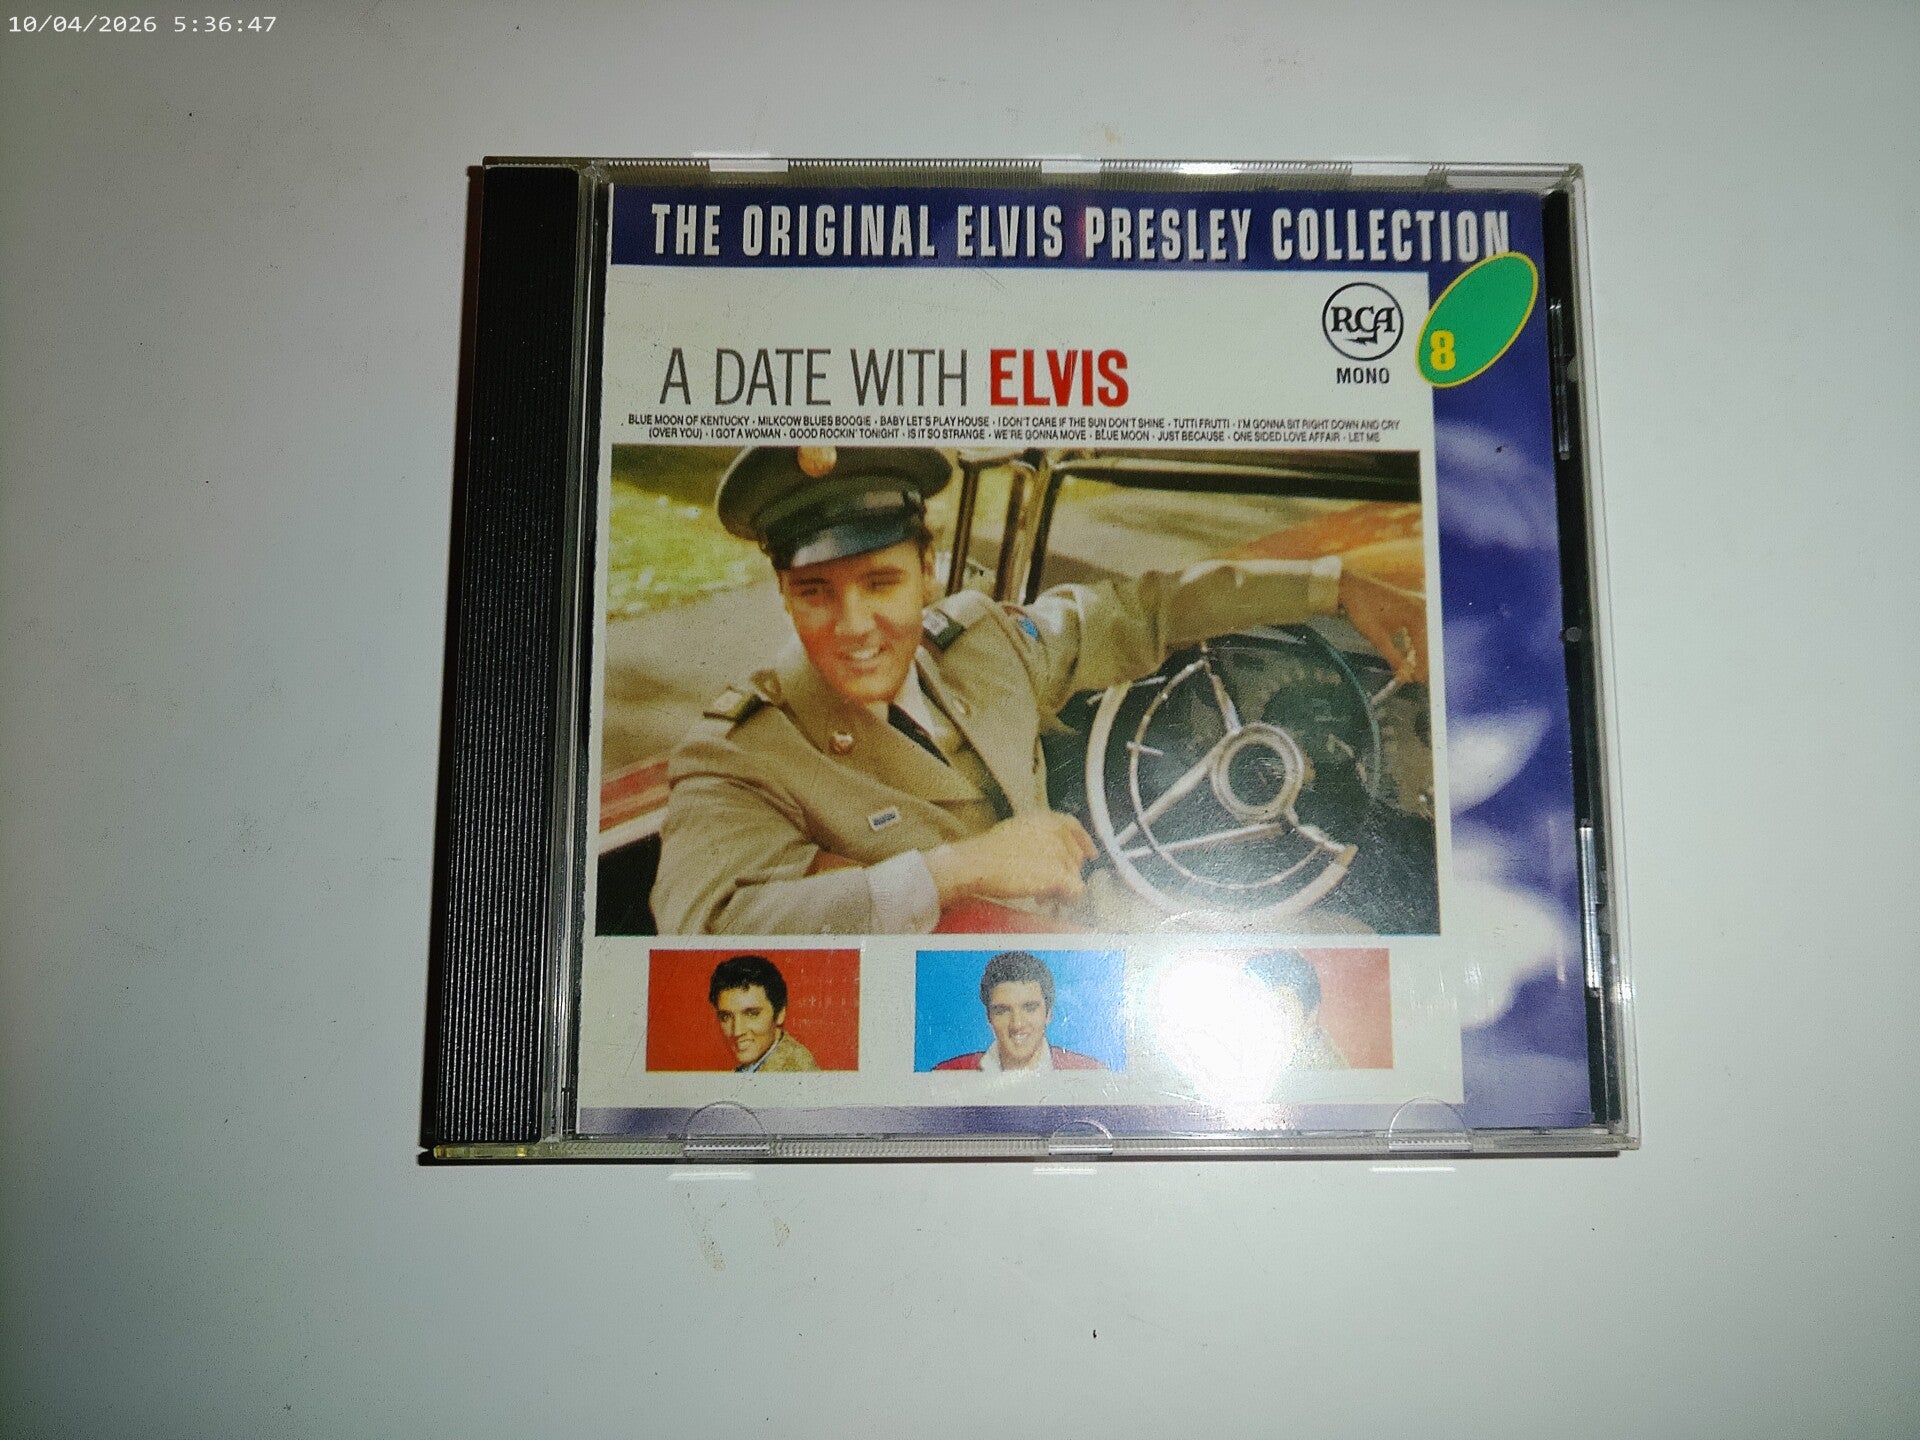 10/04/2026 5:36:47
THE ORIGINAL ELVIS PRESLEY COLLECTION
RCA
8
MONO
A DATE WITH ELVIS
BLUE MOON OF KENTUCKY · MILKCOW BLUES BOOGIE · BABY LET'S PLAY HOUSE · I DON'T CARE IF THE SUN DON'T SHINE · TUTTI FRUTTI · I'M GONNA SIT RIGHT DOWN AND CRY
(OVER YOU) · I GOT A WOMAN · GOOD ROCKIN' TONIGHT · IS IT SO STRANGE · WE'RE GONNA MOVE · BLUE MOON · JUST BECAUSE · ONE SIDED LOVE AFFAIR · LET ME